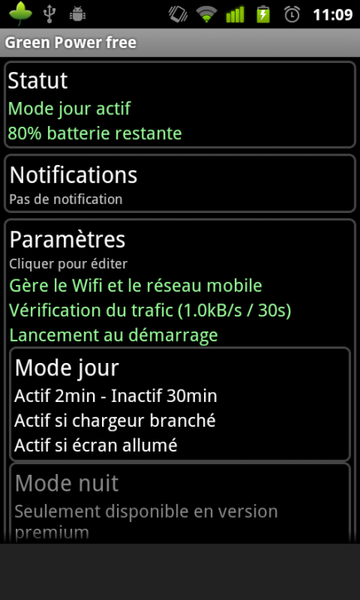 11:09
Green Power free
Statut
Mode jour actif
80% batterie restante
Notifications
Pas de notification
Paramètres
Cliquer pour éditer
Gère le Wifi et le réseau mobile
Vérification du trafic (1.0kB/s / 30s)
Lancement au démarrage
Mode jour
Actif 2min - Inactif 30min
Actif si chargeur branché
Actif si écran allumé
Mode nuit
Seulement disponible en version
premium